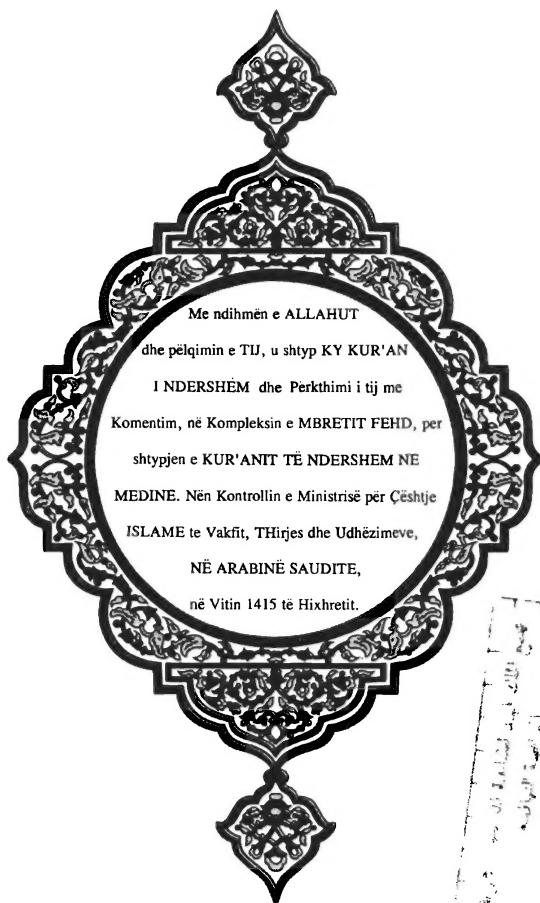 Me ndihmën e ALLAHUT
dhe pëlqimin e TIJ, u shtyp KY KUR'AN
I NDERSHËM dhe Përkthimi i tij me
Komentim, në Kompleksin e MBRETIT FEHD, per
shtypjen e KUR'ANIT TË NDERSHEM NE
MEDINE. Nën Kontrollin e Ministrisë për Çështje
ISLAME te Vakfit, THirjes dhe Udhëzimeve,
NË ARABINË SAUDITE,
në Vitin 1415 të Hixhretit.